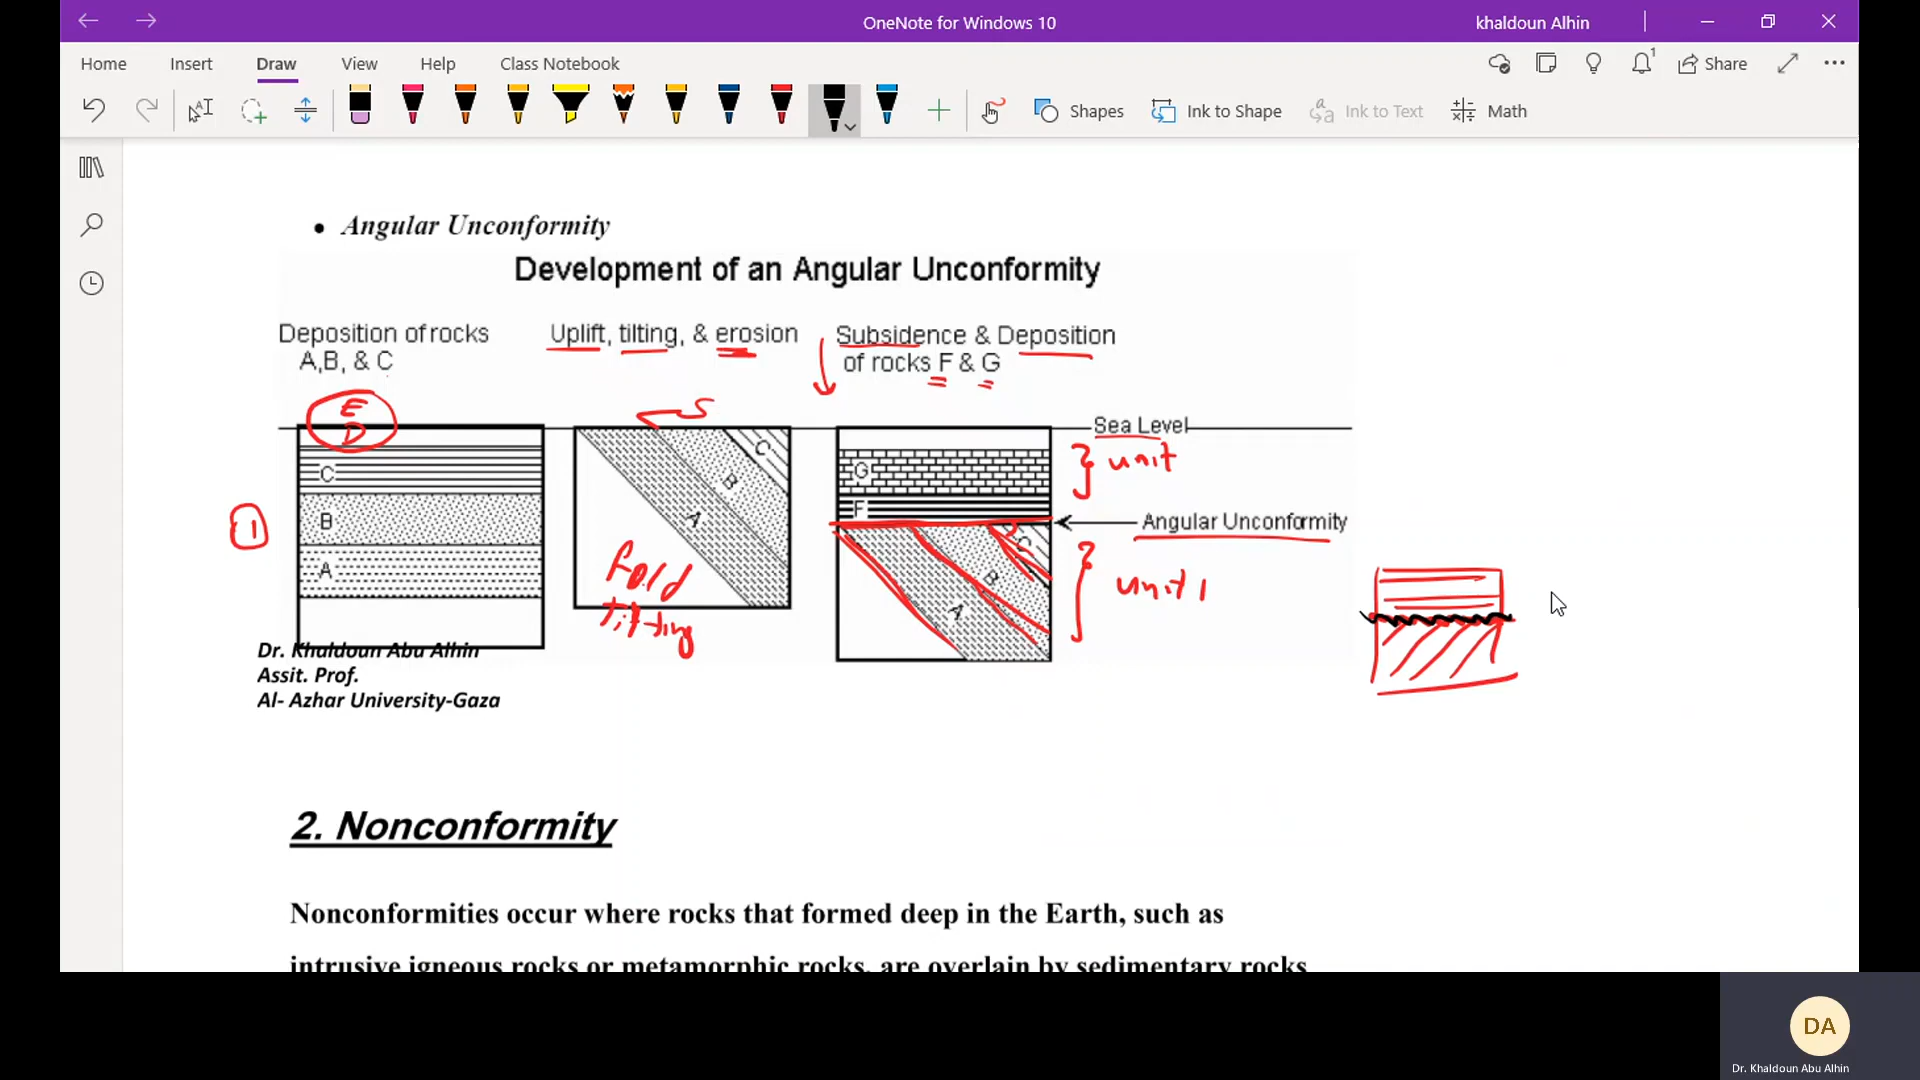 OneNote for Windows 10
khaldoun Alhin
Home Insert Draw View Help Class Notebook
1
Share
Shapes Ink to Shape Ink to Text Math
• Angular Unconformity
Development of an Angular Unconformity
Deposition of rocks
A,B, & C
Uplift, tilting, & erosion
Subsidence & Deposition
of rocks F & G
E
D
S
Sea Level
C
B
A
1
C
B
A
Fold
tilting
G
F
C
B
A
unit
Angular Unconformity
unit 1
Dr. Khaldoun Abu Alhin
Assit. Prof.
Al- Azhar University-Gaza
2. Nonconformity
Nonconformities occur where rocks that formed deep in the Earth, such as
intrusive igneous rocks or metamorphic rocks, are overlain by sedimentary rocks
DA
Dr. Khaldoun Abu Alhin